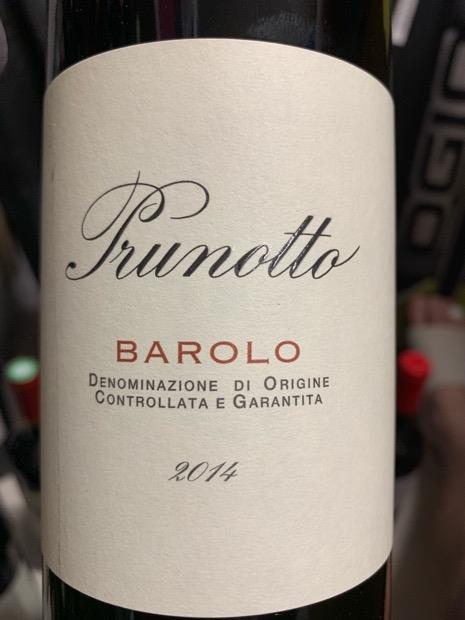 Prunotto
BAROLO
DENOMINAZIONE DI ORIGINE
CONTROLLATA E GARANTITA
2014